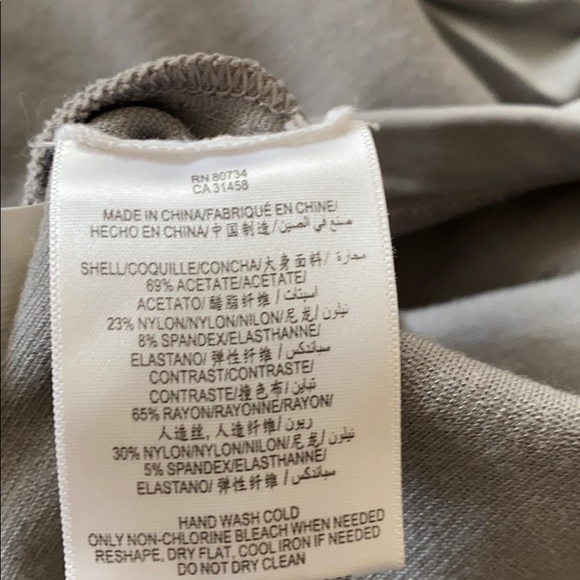 RN 80734
CA 31458
MADE IN CHINA/FABRIQUÉ EN CHINE/
HECHO EN CHINA/中国制造/صنع في الصين
SHELL/COQUILLE/CONCHA/大身面料/محارة
69% ACETATE/ACETATE/
ACETATO/醋脂纤维/أسيتات
23% NYLON/NYLON/NILON/尼龙/نيلون
8% SPANDEX/ELASTHANNE/
ELASTANO/弹性纤维/سباندكس
CONTRAST/CONTRAST/
CONTRASTE/撞色布/تباين
65% RAYON/RAYONNE/RAYON/
人造丝, 人造纤维/ريون
30% NYLON/NYLON/NILON/尼龙/نيلون
5% SPANDEX/ELASTHANNE/
ELASTANO/弹性纤维/سباندكس
HAND WASH COLD
ONLY NON-CHLORINE BLEACH WHEN NEEDED
RESHAPE, DRY FLAT, COOL IRON IF NEEDED
DO NOT DRY CLEAN